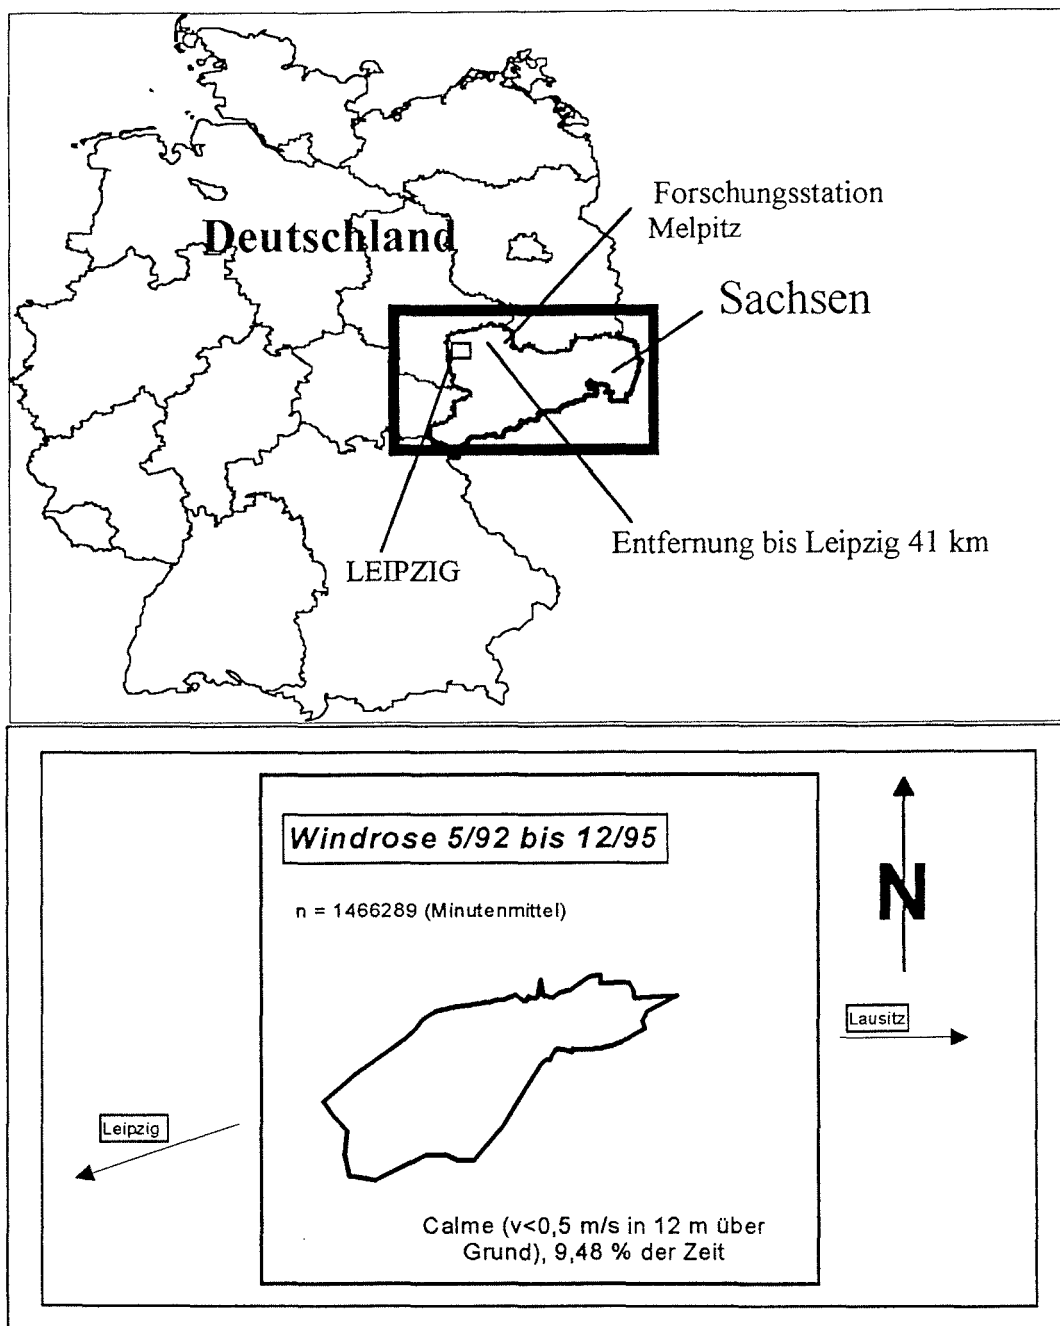 Forschungsstation
Melpitz
Deutschland
Sachsen
Entfernung bis Leipzig 41 km
LEIPZIG
Windrose 5/92 bis 12/95
n = 1466289 (Minutenmittel)
N
Lausitz
Leipzig
Calme (v<0,5 m/s in 12 m über
Grund), 9,48 % der Zeit